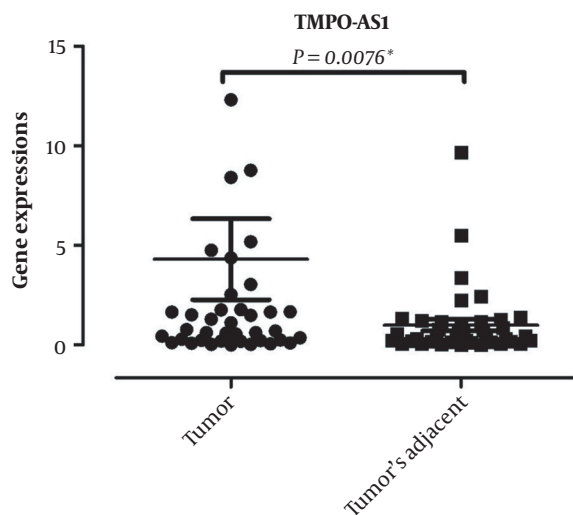 TMPO-AS1
P = 0.0076*
15
10
5
0
Gene expressions
Tumor
Tumor's adjacent